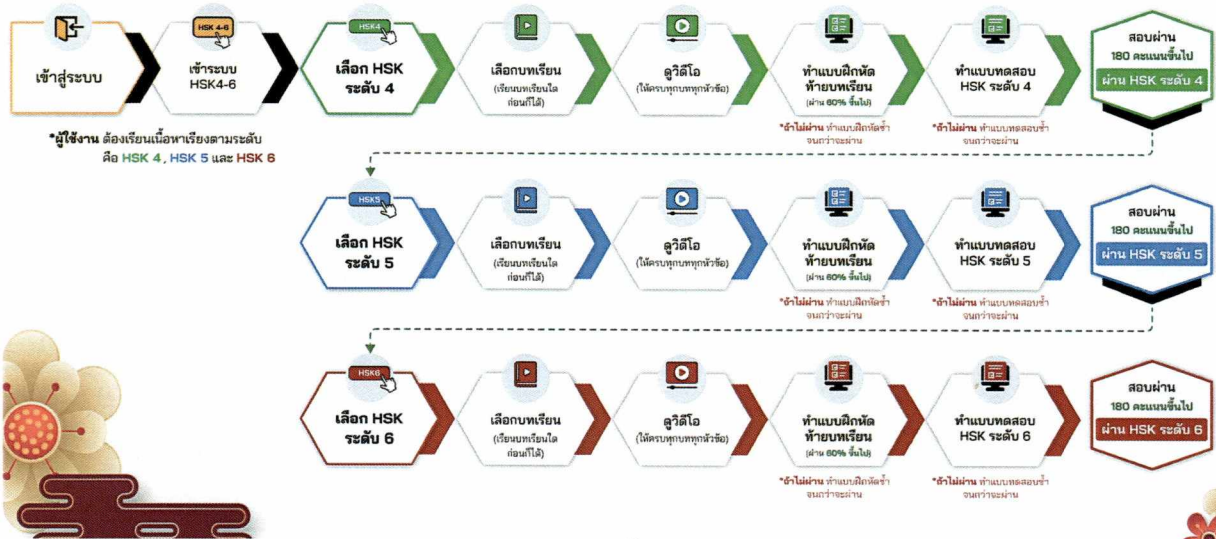 เข้าสู่ระบบ
HSK 4-6
เข้าระบบ
HSK4-6
HSK4
เลือก HSK
ระดับ 4
เลือกบทเรียน
(เรียนบทเรียนใด
ก่อนก็ได้)
ดูวิดีโอ
(ให้ครบทุกบททุกหัวข้อ)
ทำแบบฝึกหัด
ท้ายบทเรียน
(ผ่าน 60% ขึ้นไป)
*ถ้าไม่ผ่าน ทำแบบฝึกหัดซ้ำ
จนกว่าจะผ่าน
ทำแบบทดสอบ
HSK ระดับ 4
*ถ้าไม่ผ่าน ทำแบบทดสอบซ้ำ
จนกว่าจะผ่าน
สอบผ่าน
180 คะแนนขึ้นไป
ผ่าน HSK ระดับ 4
*ผู้ใช้งาน ต้องเรียนเนื้อหาเรียงตามระดับ
คือ HSK 4 , HSK 5 และ HSK 6
HSK5
เลือก HSK
ระดับ 5
เลือกบทเรียน
(เรียนบทเรียนใด
ก่อนก็ได้)
ดูวิดีโอ
(ให้ครบทุกบททุกหัวข้อ)
ทำแบบฝึกหัด
ท้ายบทเรียน
(ผ่าน 60% ขึ้นไป)
*ถ้าไม่ผ่าน ทำแบบฝึกหัดซ้ำ
จนกว่าจะผ่าน
ทำแบบทดสอบ
HSK ระดับ 5
*ถ้าไม่ผ่าน ทำแบบทดสอบซ้ำ
จนกว่าจะผ่าน
สอบผ่าน
180 คะแนนขึ้นไป
ผ่าน HSK ระดับ 5
HSK6
เลือก HSK
ระดับ 6
เลือกบทเรียน
(เรียนบทเรียนใด
ก่อนก็ได้)
ดูวิดีโอ
(ให้ครบทุกบททุกหัวข้อ)
ทำแบบฝึกหัด
ท้ายบทเรียน
(ผ่าน 60% ขึ้นไป)
*ถ้าไม่ผ่าน ทำแบบฝึกหัดซ้ำ
จนกว่าจะผ่าน
ทำแบบทดสอบ
HSK ระดับ 6
*ถ้าไม่ผ่าน ทำแบบทดสอบซ้ำ
จนกว่าจะผ่าน
สอบผ่าน
180 คะแนนขึ้นไป
ผ่าน HSK ระดับ 6